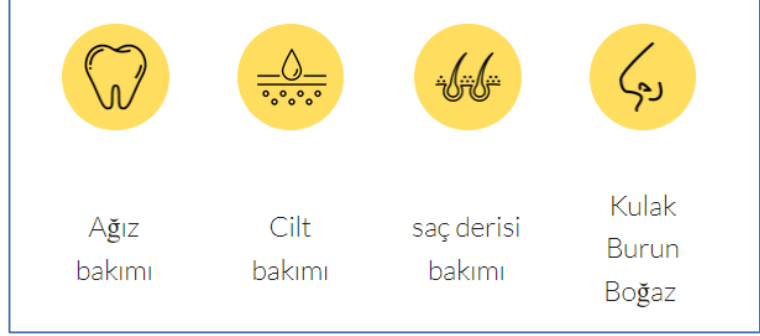 Ağız
bakımı
Cilt
bakımı
saç derisi
bakımı
Kulak
Burun
Boğaz